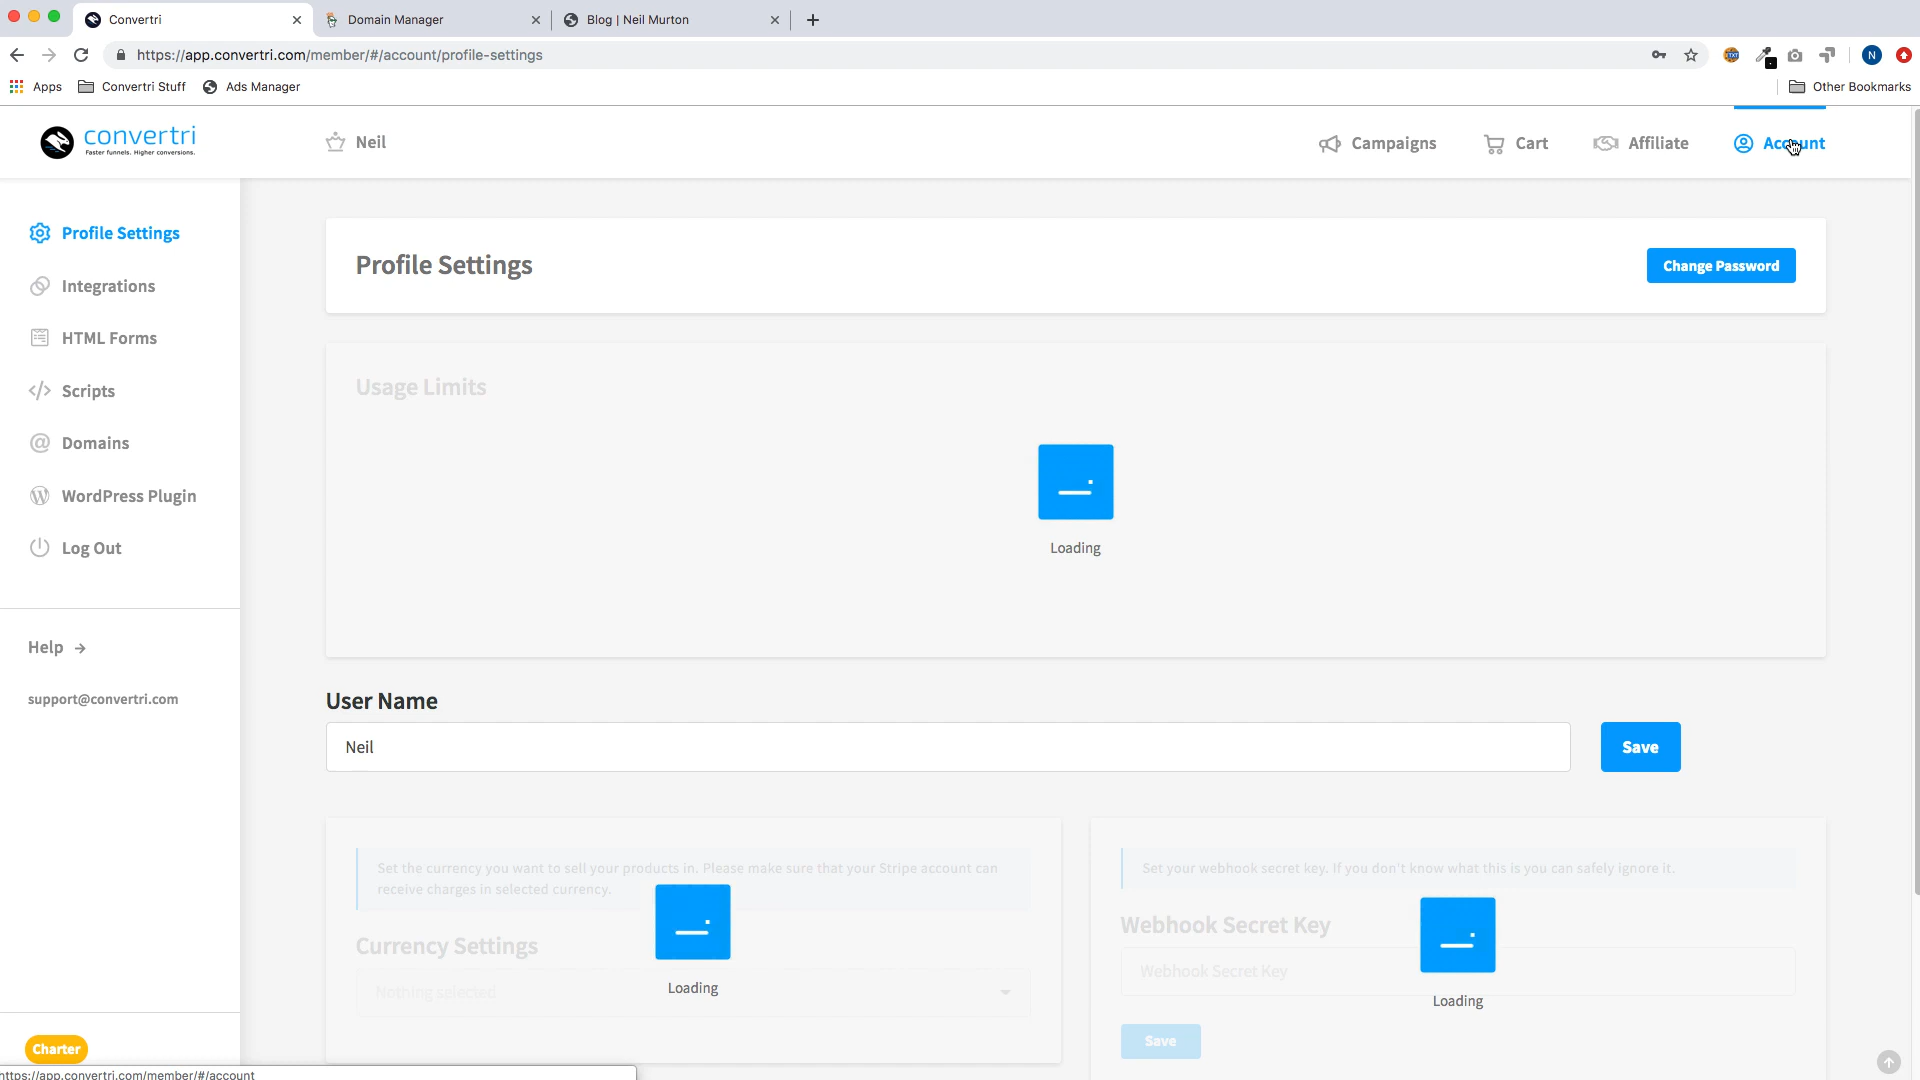 Convertri
Domain Manager
Blog | Neil Murton
https://app.convertri.com/member/#/account/profile-settings
N
Apps
Convertri Stuff
Ads Manager
Other Bookmarks
convertri
Faster funnels. Higher conversions.
Neil
Campaigns
Cart
Affiliate
Account
Profile Settings
Integrations
HTML Forms
Scripts
Domains
WordPress Plugin
Log Out
Help →
support@convertri.com
Charter
https://app.convertri.com/member/#/account
Profile Settings
Change Password
Usage Limits
Loading
User Name
Neil
Save
Set the currency you want to sell your products in. Please make sure that your Stripe account can
receive charges in selected currency.
Currency Settings
Nothing selected
Loading
Set your webhook secret key. If you don't know what this is you can safely ignore it.
Webhook Secret Key
Webhook Secret Key
Loading
Save